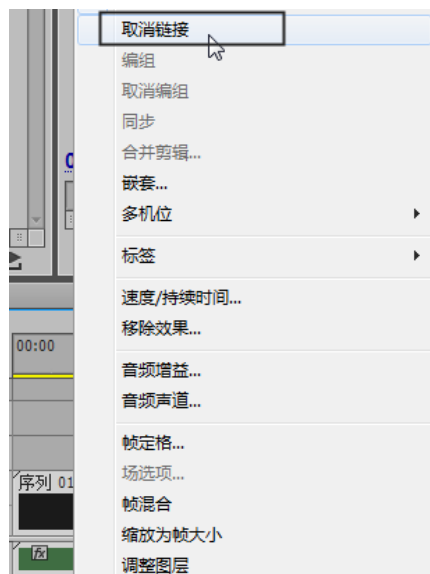 取消链接
编组
取消编组
同步
合并剪辑...
嵌套...
多机位
标签
速度/持续时间...
移除效果...
00:00
音频增益...
音频声道...
帧定格...
场选项...
序列 01
帧混合
缩放为帧大小
fx
调整图层